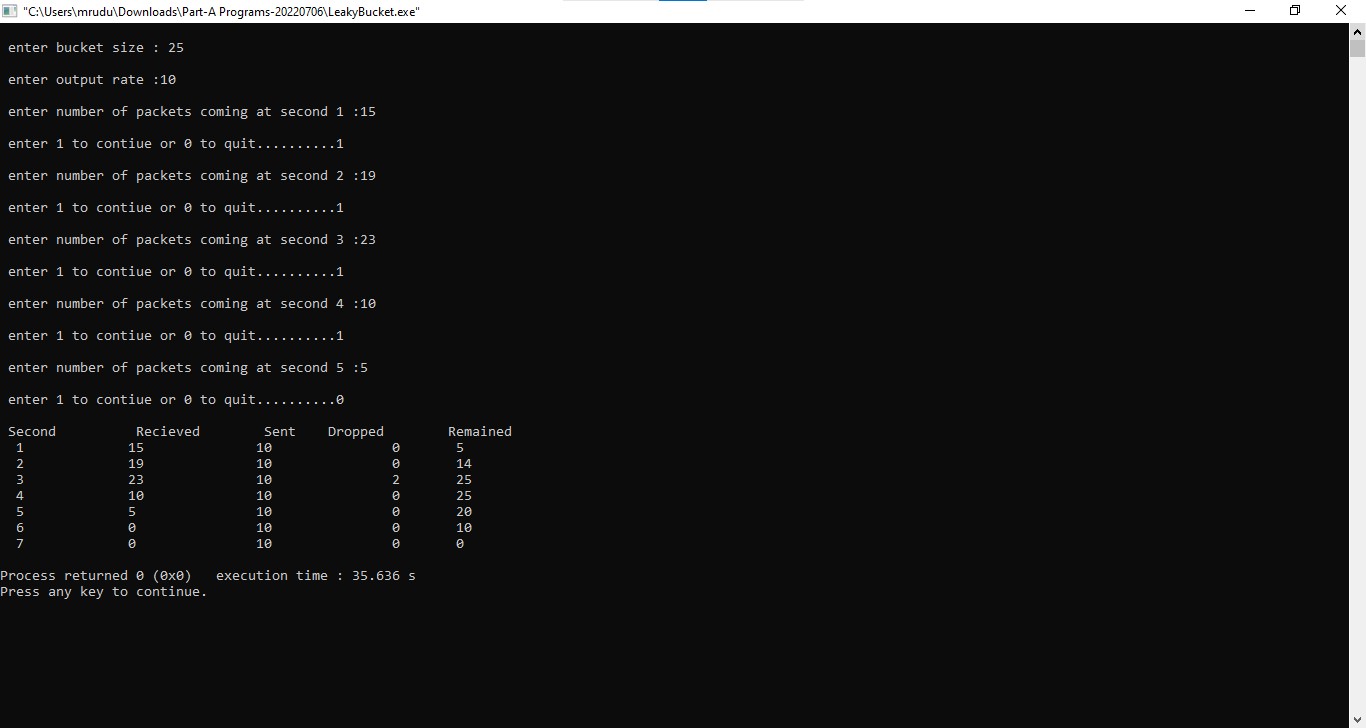 "C:\Users\mrudu\Downloads\Part-A Programs-20220706\LeakyBucket.exe"
enter bucket size : 25
enter output rate :10
enter number of packets coming at second 1 :15
enter 1 to contiue or 0 to quit..........1
enter number of packets coming at second 2 :19
enter 1 to contiue or 0 to quit..........1
enter number of packets coming at second 3 :23
enter 1 to contiue or 0 to quit..........1
enter number of packets coming at second 4 :10
enter 1 to contiue or 0 to quit..........1
enter number of packets coming at second 5 :5
enter 1 to contiue or 0 to quit..........0
Second Recieved Sent Dropped Remained
1 15 10 0 5
2 19 10 0 14
3 23 10 2 25
4 10 10 0 25
5 5 10 0 20
6 0 10 0 10
7 0 10 0 0
Process returned 0 (0x0) execution time : 35.636 s
Press any key to continue.